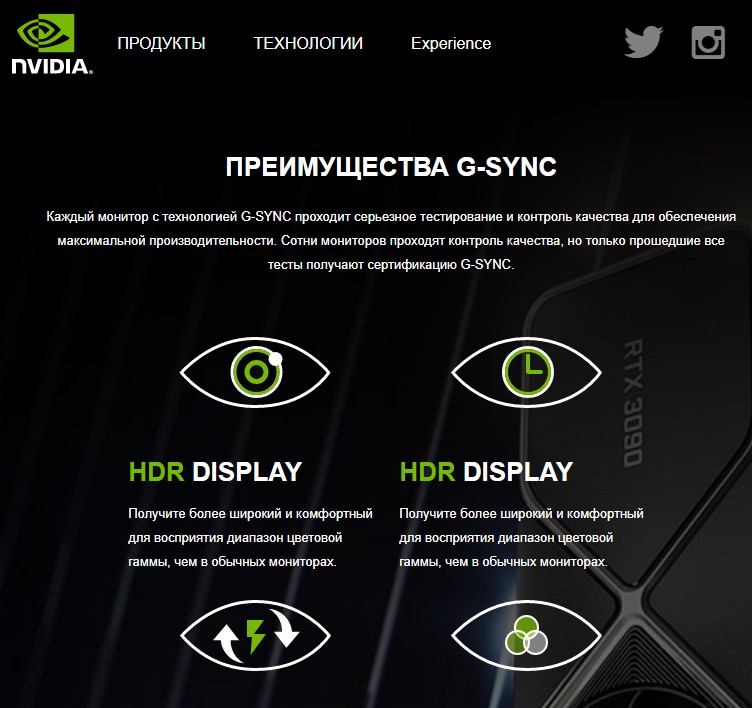 NVIDIA.
ПРОДУКТЫ ТЕХНОЛОГИИ Experience
ПРЕИМУЩЕСТВА G-SYNC
Каждый монитор с технологией G-SYNC проходит серьезное тестирование и контроль качества для обеспечения
максимальной производительности. Сотни мониторов проходят контроль качества, но только прошедшие все
тесты получают сертификацию G-SYNC.
RTX 3090
HDR DISPLAY
Получите более широкий и комфортный
для восприятия диапазон цветовой
гаммы, чем в обычных мониторах.
HDR DISPLAY
Получите более широкий и комфортный
для восприятия диапазон цветовой
гаммы, чем в обычных мониторах.